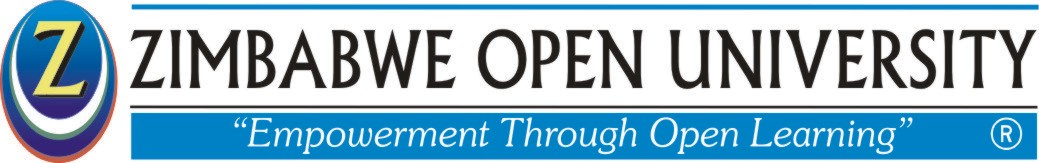 Z ZIMBABWE OPEN UNIVERSITY
“Empowerment Through Open Learning” ®